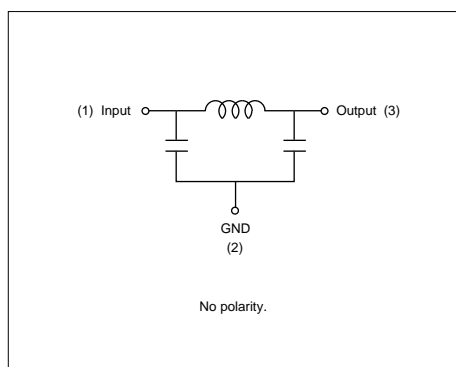 (1) Input
Output (3)
GND
(2)
No polarity.